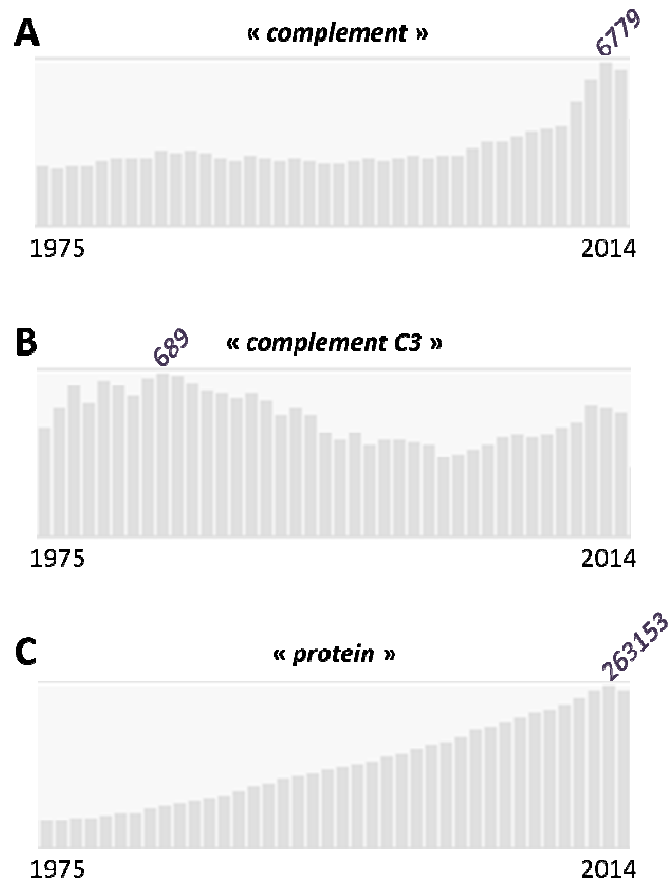 A
« complement »
6779
1975
2014
B
« complement C3 »
689
1975
2014
C
« protein »
263153
1975
2014